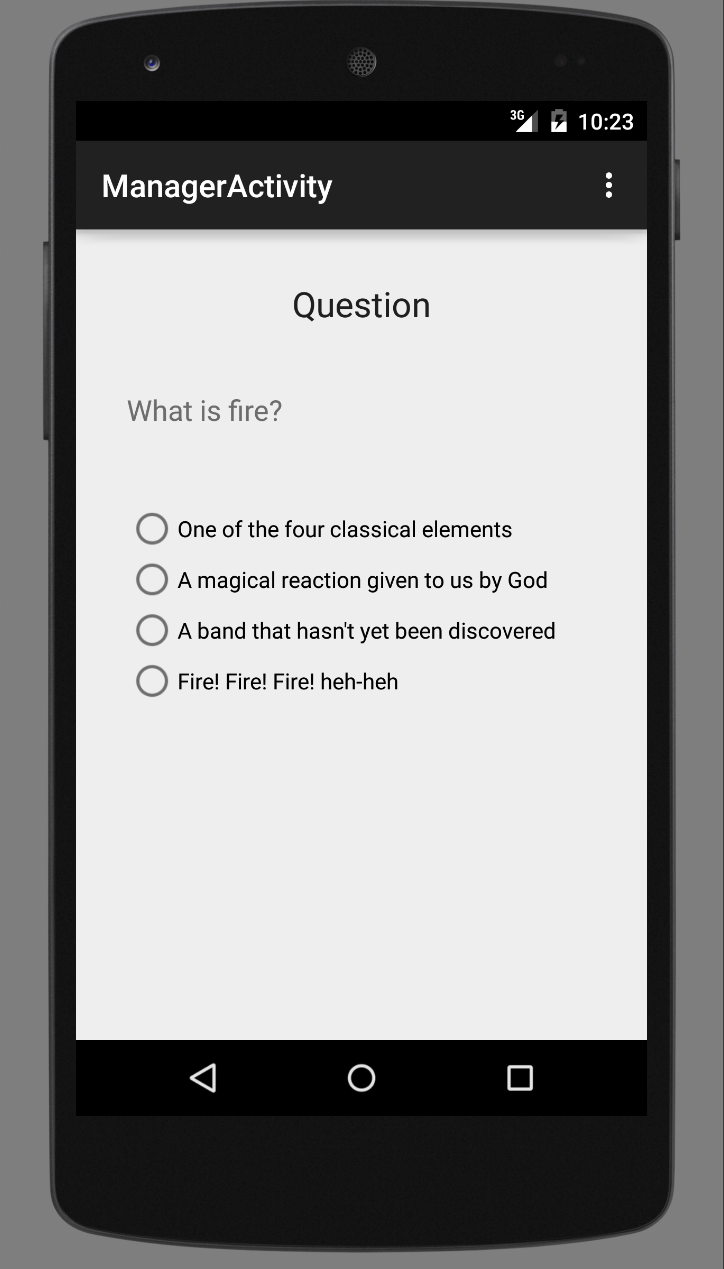 3G 10:23
ManagerActivity
Question
What is fire?
One of the four classical elements
A magical reaction given to us by God
A band that hasn't yet been discovered
Fire! Fire! Fire! heh-heh